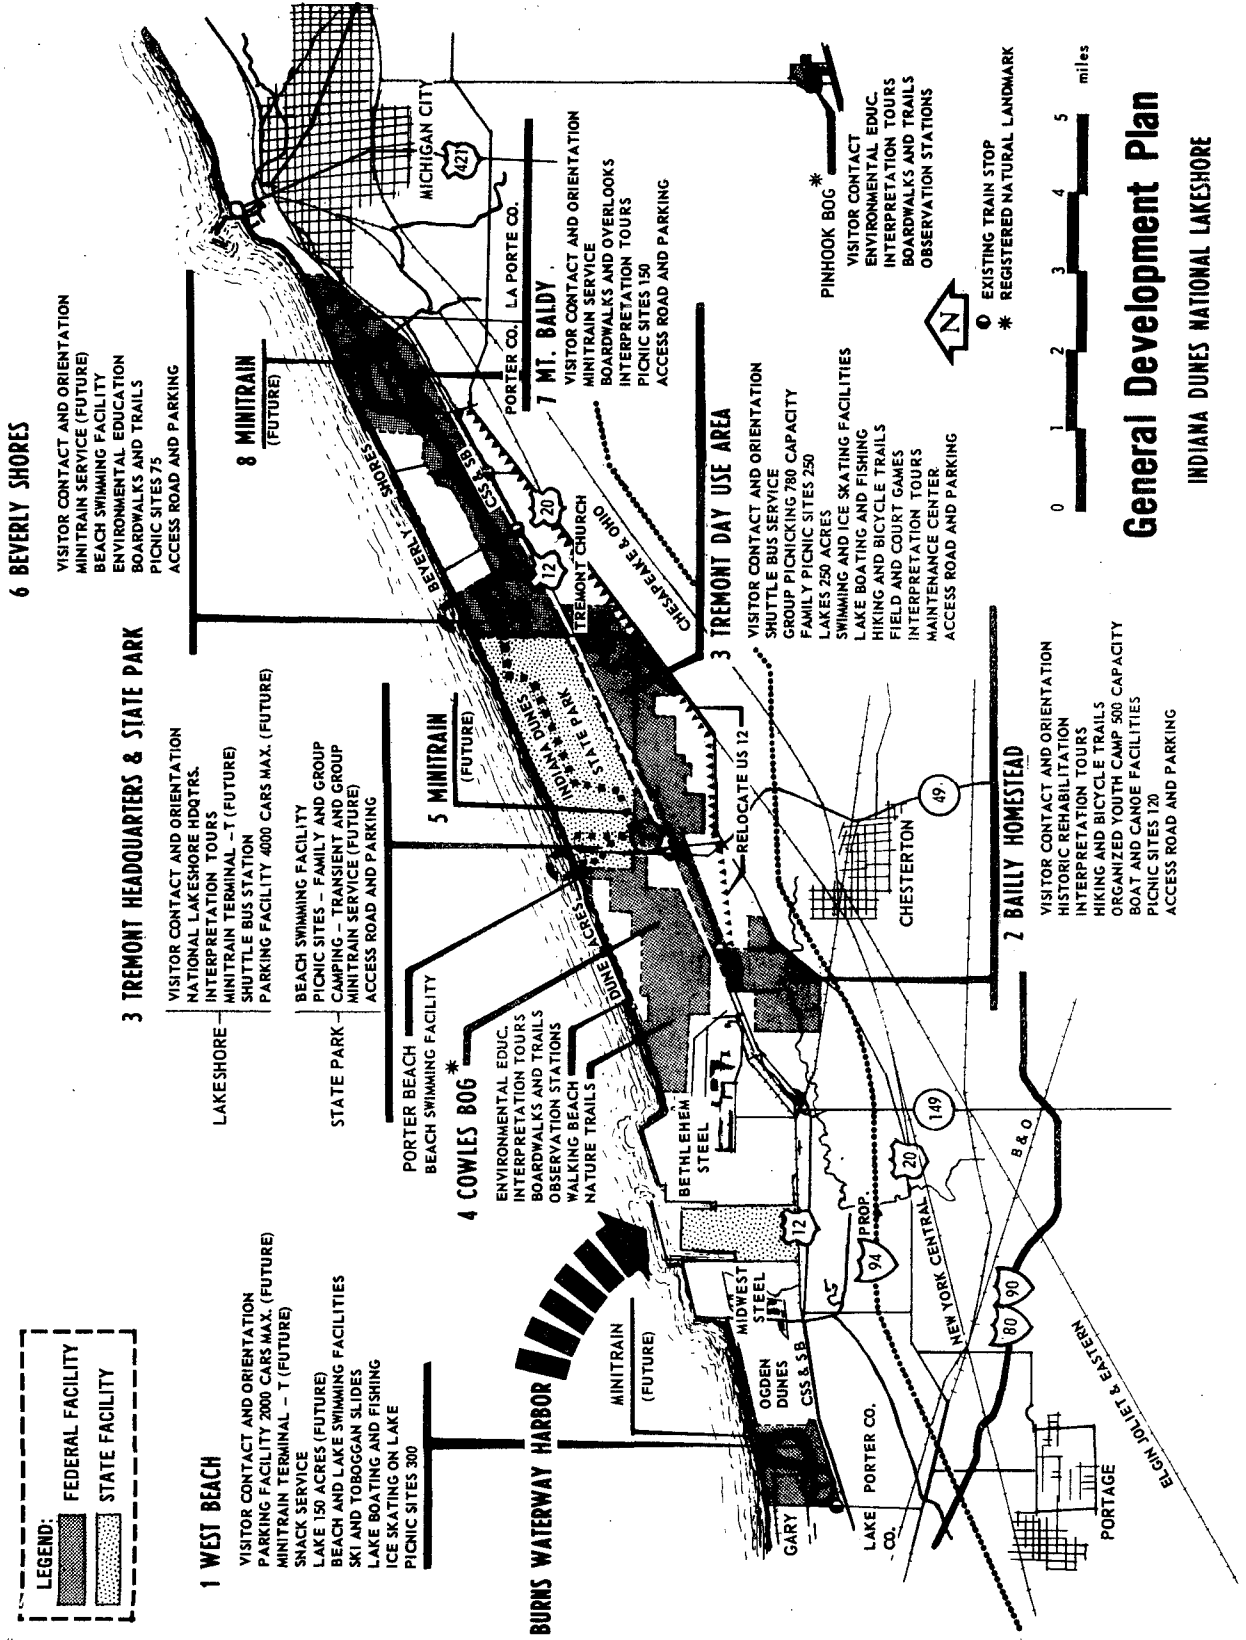 LEGEND:
FEDERAL FACILITY
STATE FACILITY
1 WEST BEACH
VISITOR CONTACT AND ORIENTATION
PARKING FACILITY 2000 CARS MAX. (FUTURE)
MINITRAIN TERMINAL – T (FUTURE)
SNACK SERVICE
LAKE 150 ACRES (FUTURE)
BEACH AND LAKE SWIMMING FACILITIES
SKI AND TOBOGGAN SLIDES
LAKE BOATING AND FISHING
ICE SKATING ON LAKE
PICNIC SITES 300
BURNS WATERWAY HARBOR
MINITRAIN
(FUTURE)
3 TREMONT HEADQUARTERS & STATE PARK
LAKESHORE
VISITOR CONTACT AND ORIENTATION
NATIONAL LAKESHORE HDQTRS.
INTERPRETATION TOURS
MINITRAIN TERMINAL – T (FUTURE)
SHUTTLE BUS STATION
PARKING FACILITY 4000 CARS MAX. (FUTURE)
STATE PARK
BEACH SWIMMING FACILITY
PICNIC SITES – FAMILY AND GROUP
CAMPING – TRANSIENT AND GROUP
MINITRAIN SERVICE (FUTURE)
ACCESS ROAD AND PARKING
PORTER BEACH
BEACH SWIMMING FACILITY
4 COWLES BOG *
ENVIRONMENTAL EDUC.
INTERPRETATION TOURS
BOARDWALKS AND TRAILS
OBSERVATION STATIONS
WALKING BEACH
NATURE TRAILS
5 MINITRAIN
(FUTURE)
6 BEVERLY SHORES
VISITOR CONTACT AND ORIENTATION
MINITRAIN SERVICE (FUTURE)
BEACH SWIMMING FACILITY
ENVIRONMENTAL EDUCATION
BOARDWALKS AND TRAILS
PICNIC SITES 75
ACCESS ROAD AND PARKING
8 MINITRAIN
(FUTURE)
MICHIGAN CITY
421
PORTER CO.
LA PORTE CO.
7 MT. BALDY
VISITOR CONTACT AND ORIENTATION
MINITRAIN SERVICE
BOARDWALKS AND OVERLOOKS
INTERPRETATION TOURS
PICNIC SITES 150
ACCESS ROAD AND PARKING
BEVERLY SHORES
CSS & SB
20
12
TREMONT CHURCH
CHESAPEAKE & OHIO
INDIANA DUNES
STATE PARK
DUNE ACRES
RELOCATE US 12
BETHLEHEM
STEEL
MIDWEST
STEEL
OGDEN
DUNES
CSS & SB
12
PROP.
94
20
149
49
CHESTERTON
NEW YORK CENTRAL
B & O
80
90
ELGIN JOLIET & EASTERN
GARY
LAKE
CO.
PORTER CO.
PORTAGE
3 TREMONT DAY USE AREA
VISITOR CONTACT AND ORIENTATION
SHUTTLE BUS SERVICE
GROUP PICNICKING 780 CAPACITY
FAMILY PICNIC SITES 250
LAKES 250 ACRES
SWIMMING AND ICE SKATING FACILITIES
LAKE BOATING AND FISHING
HIKING AND BICYCLE TRAILS
FIELD AND COURT GAMES
INTERPRETATION TOURS
MAINTENANCE CENTER
ACCESS ROAD AND PARKING
2 BAILLY HOMESTEAD
VISITOR CONTACT AND ORIENTATION
HISTORIC REHABILITATION
INTERPRETATION TOURS
HIKING AND BICYCLE TRAILS
ORGANIZED YOUTH CAMP 500 CAPACITY
BOAT AND CANOE FACILITIES
PICNIC SITES 120
ACCESS ROAD AND PARKING
PINHOOK BOG *
VISITOR CONTACT
ENVIRONMENTAL EDUC.
INTERPRETATION TOURS
BOARDWALKS AND TRAILS
OBSERVATION STATIONS
N
EXISTING TRAIN STOP
* REGISTERED NATURAL LANDMARK
0 1 2 3 4 5 miles
General Development Plan
INDIANA DUNES NATIONAL LAKESHORE